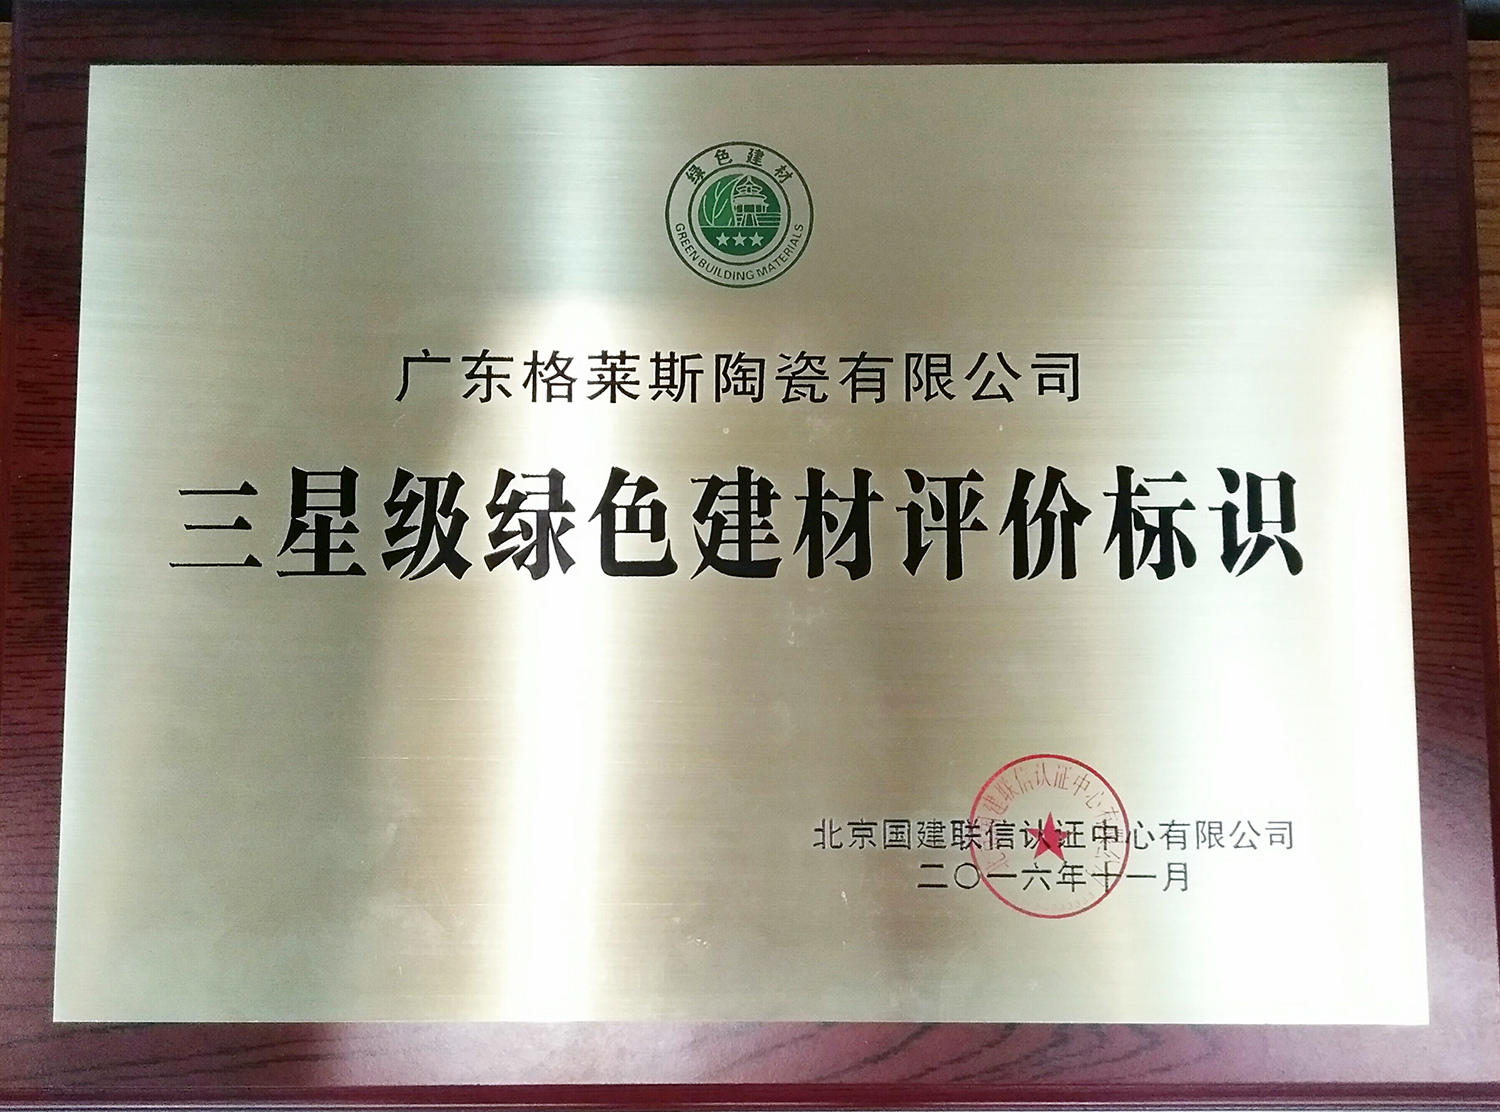 绿色建材
GREEN BUILDING MATERIALS
广东格莱斯陶瓷有限公司
三星级绿色建材评价标识
北京国建联信认证中心有限公司
二〇一六年十一月